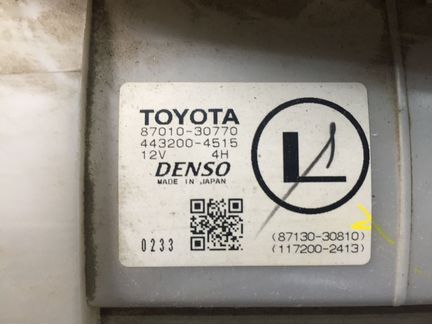 TOYOTA
87010-30770
443200-4515
12V 4H
DENSO
MADE IN JAPAN
L
0233
(87130-30810)
(117200-2413)